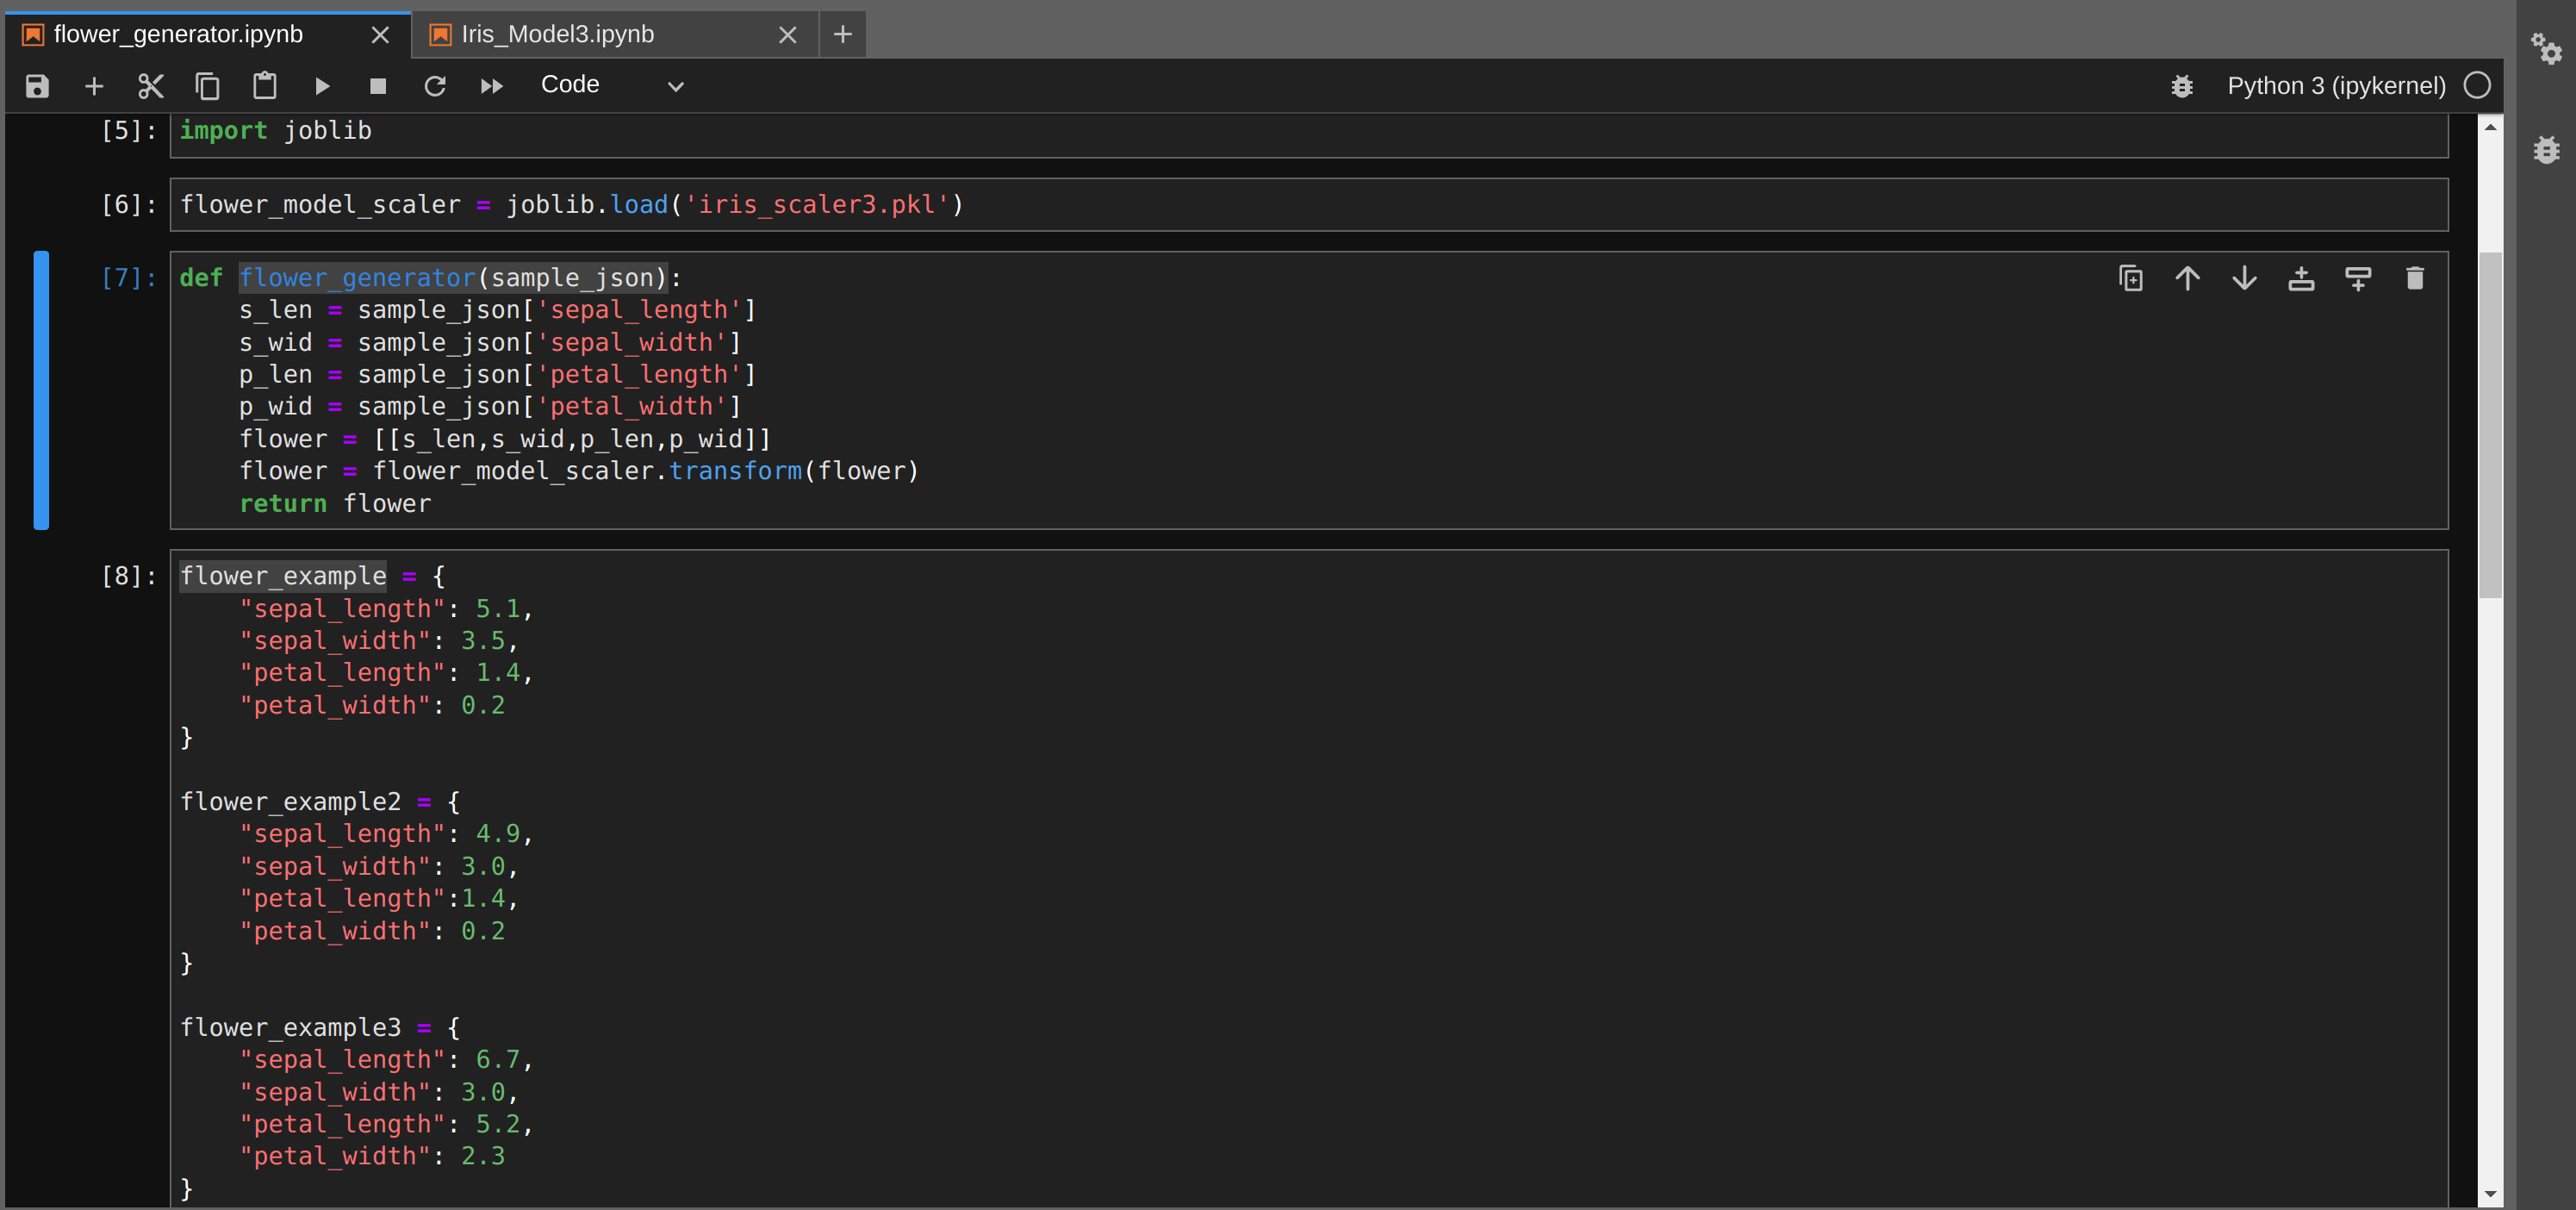 flower_generator.ipynb
Iris_Model3.ipynb
Code
Python 3 (ipykernel)
[5]: import joblib
[6]: flower_model_scaler = joblib.load('iris_scaler3.pkl')
[7]: def flower_generator(sample_json):
    s_len = sample_json['sepal_length']
    s_wid = sample_json['sepal_width']
    p_len = sample_json['petal_length']
    p_wid = sample_json['petal_width']
    flower = [[s_len,s_wid,p_len,p_wid]]
    flower = flower_model_scaler.transform(flower)
    return flower
[8]: flower_example = {
    "sepal_length": 5.1,
    "sepal_width": 3.5,
    "petal_length": 1.4,
    "petal_width": 0.2
}
flower_example2 = {
    "sepal_length": 4.9,
    "sepal_width": 3.0,
    "petal_length":1.4,
    "petal_width": 0.2
}
flower_example3 = {
    "sepal_length": 6.7,
    "sepal_width": 3.0,
    "petal_length": 5.2,
    "petal_width": 2.3
}